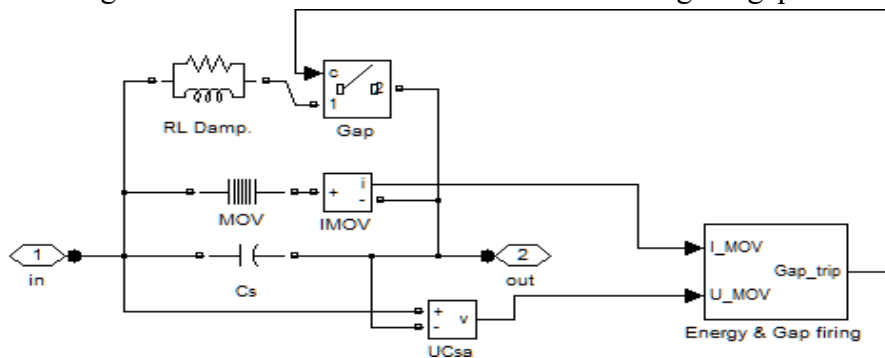 c
2
1
RL Damp.
Gap
+
i
-
MOV
IMOV
1
2
in
out
Cs
I_MOV
Gap_trip
U_MOV
+
v
-
Energy & Gap firing
UCsa